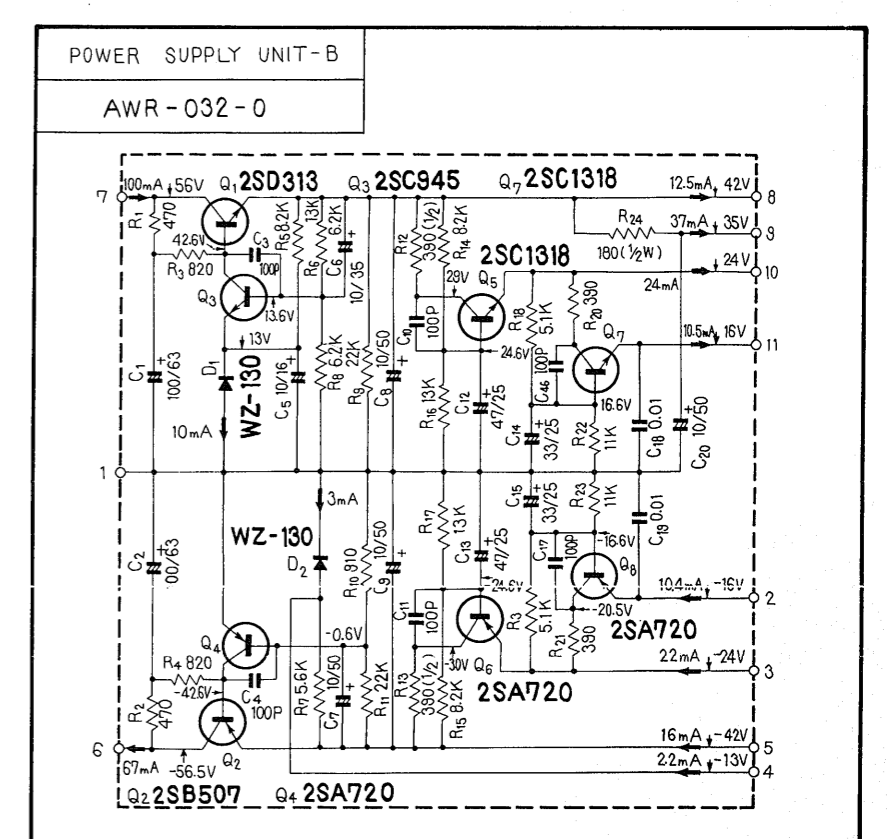 POWER SUPPLY UNIT-B
AWR-032-0
7
100mA
56V
Q1 2SD313
Q3 2SC945
Q7 2SC1318
12.5mA
42V
8
R1
470
42.6V
C3
100P
R3 820
Q3
13.6V
R5 8.2K
13K
R6
6.2K
C6
10/35
R12
390(1/2)
R14 8.2K
R24
180(1/2W)
37mA
35V
9
2SC1318
29V
Q5
24V
24mA
10
R18
5.1K
R20 390
Q7
10.5mA
16V
11
C10
100P
24.6V
C46
100P
16.6V
13V
D1
WZ-130
C1
100/63
C5
10/16
R8 6.2K
22K
R9
10/50
C8
R16 13K
C12
47/25
C14
33/25
R22
11K
C18 0.01
C20
10/50
10mA
1
3mA
C15
33/25
R23
11K
C2
100/63
WZ-130
D2
R10 910
10/50
C9
R17
13K
C13
47/25
C17
100P
-16.6V
Q8
C19 0.01
10.4mA
-16V
2
C11
100P
-24.6V
-20.5V
R3
5.1K
R21
390
2SA720
Q4
-0.6V
R4 820
-42.6V
C4
100P
R2
470
R7 5.6K
10/50
C7
R11 22K
R13
390(1/2)
-30V
R15 8.2K
Q6
2SA720
22mA
-24V
3
6
67mA
-56.5V
Q2
16mA
-42V
5
2.2mA
-13V
4
Q2 2SB507
Q4 2SA720